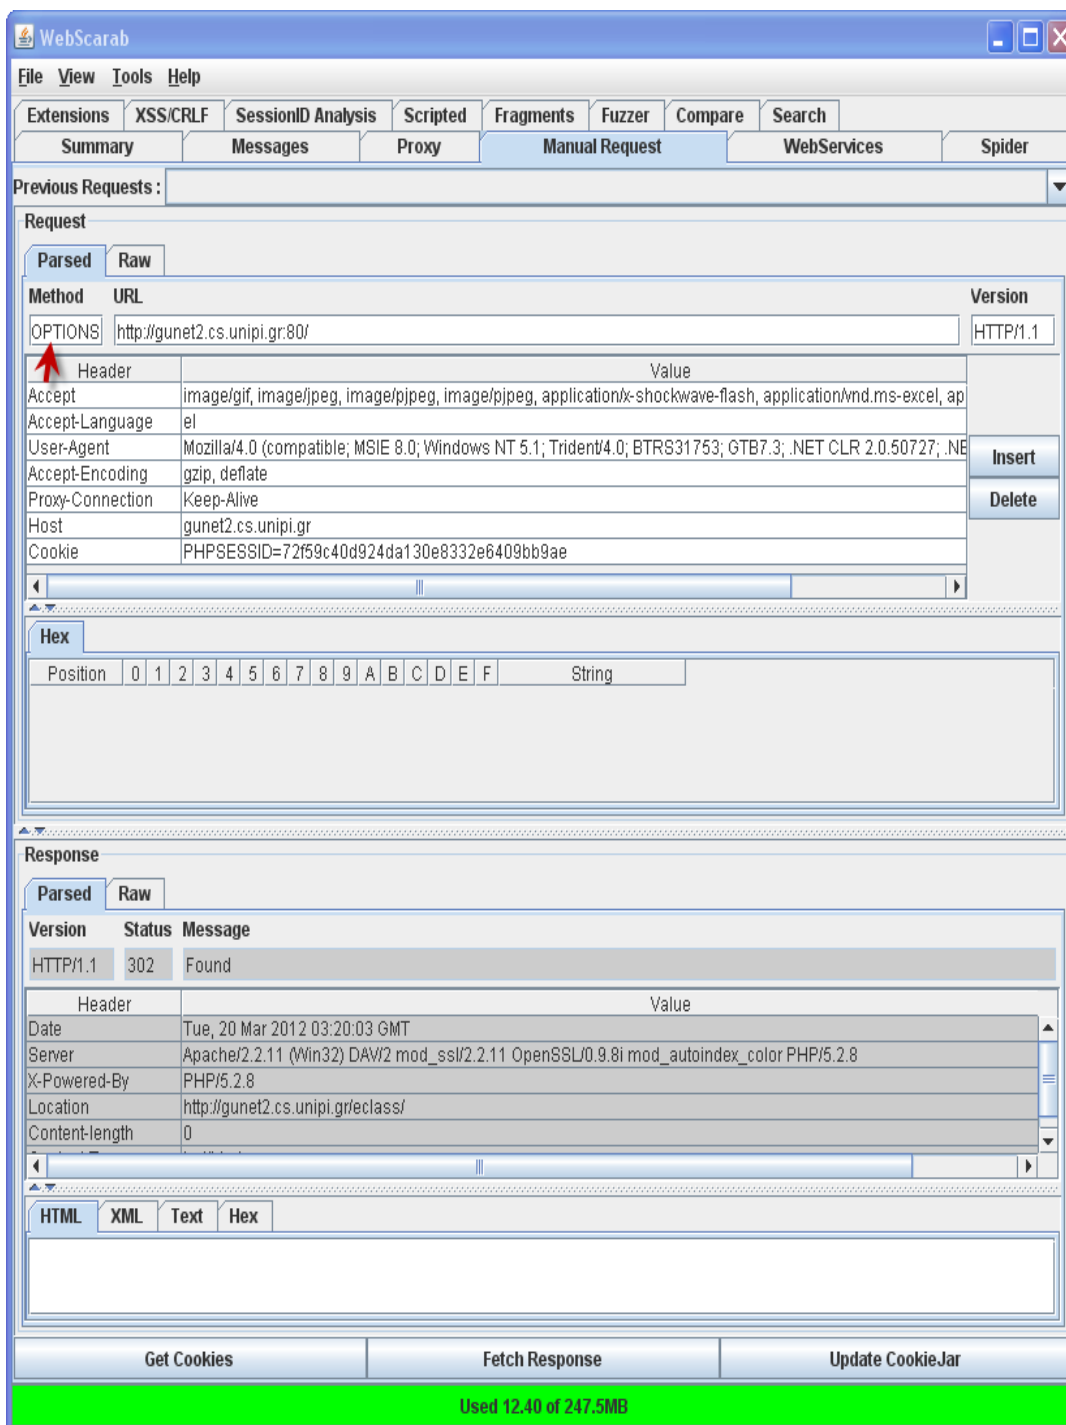 WebScarab
File View Tools Help
Extensions XSS/CRLF SessionID Analysis Scripted Fragments Fuzzer Compare Search
Summary Messages Proxy Manual Request WebServices Spider
Previous Requests :
Request
Parsed Raw
Method URL Version
OPTIONS http://gunet2.cs.unipi.gr:80/ HTTP/1.1
Header Value
Accept image/gif, image/jpeg, image/pjpeg, image/pjpeg, application/x-shockwave-flash, application/vnd.ms-excel, ap
Accept-Language el
User-Agent Mozilla/4.0 (compatible; MSIE 8.0; Windows NT 5.1; Trident/4.0; BTRS31753; GTB7.3; .NET CLR 2.0.50727; .NE
Insert
Accept-Encoding gzip, deflate
Proxy-Connection Keep-Alive
Delete
Host gunet2.cs.unipi.gr
Cookie PHPSESSID=72f59c40d924da130e8332e6409bb9ae
Hex
Position 0 1 2 3 4 5 6 7 8 9 A B C D E F String
Response
Parsed Raw
Version Status Message
HTTP/1.1 302 Found
Header Value
Date Tue, 20 Mar 2012 03:20:03 GMT
Server Apache/2.2.11 (Win32) DAV/2 mod_ssl/2.2.11 OpenSSL/0.9.8i mod_autoindex_color PHP/5.2.8
X-Powered-By PHP/5.2.8
Location http://gunet2.cs.unipi.gr/eclass/
Content-length 0
HTML XML Text Hex
Get Cookies Fetch Response Update CookieJar
Used 12.40 of 247.5MB